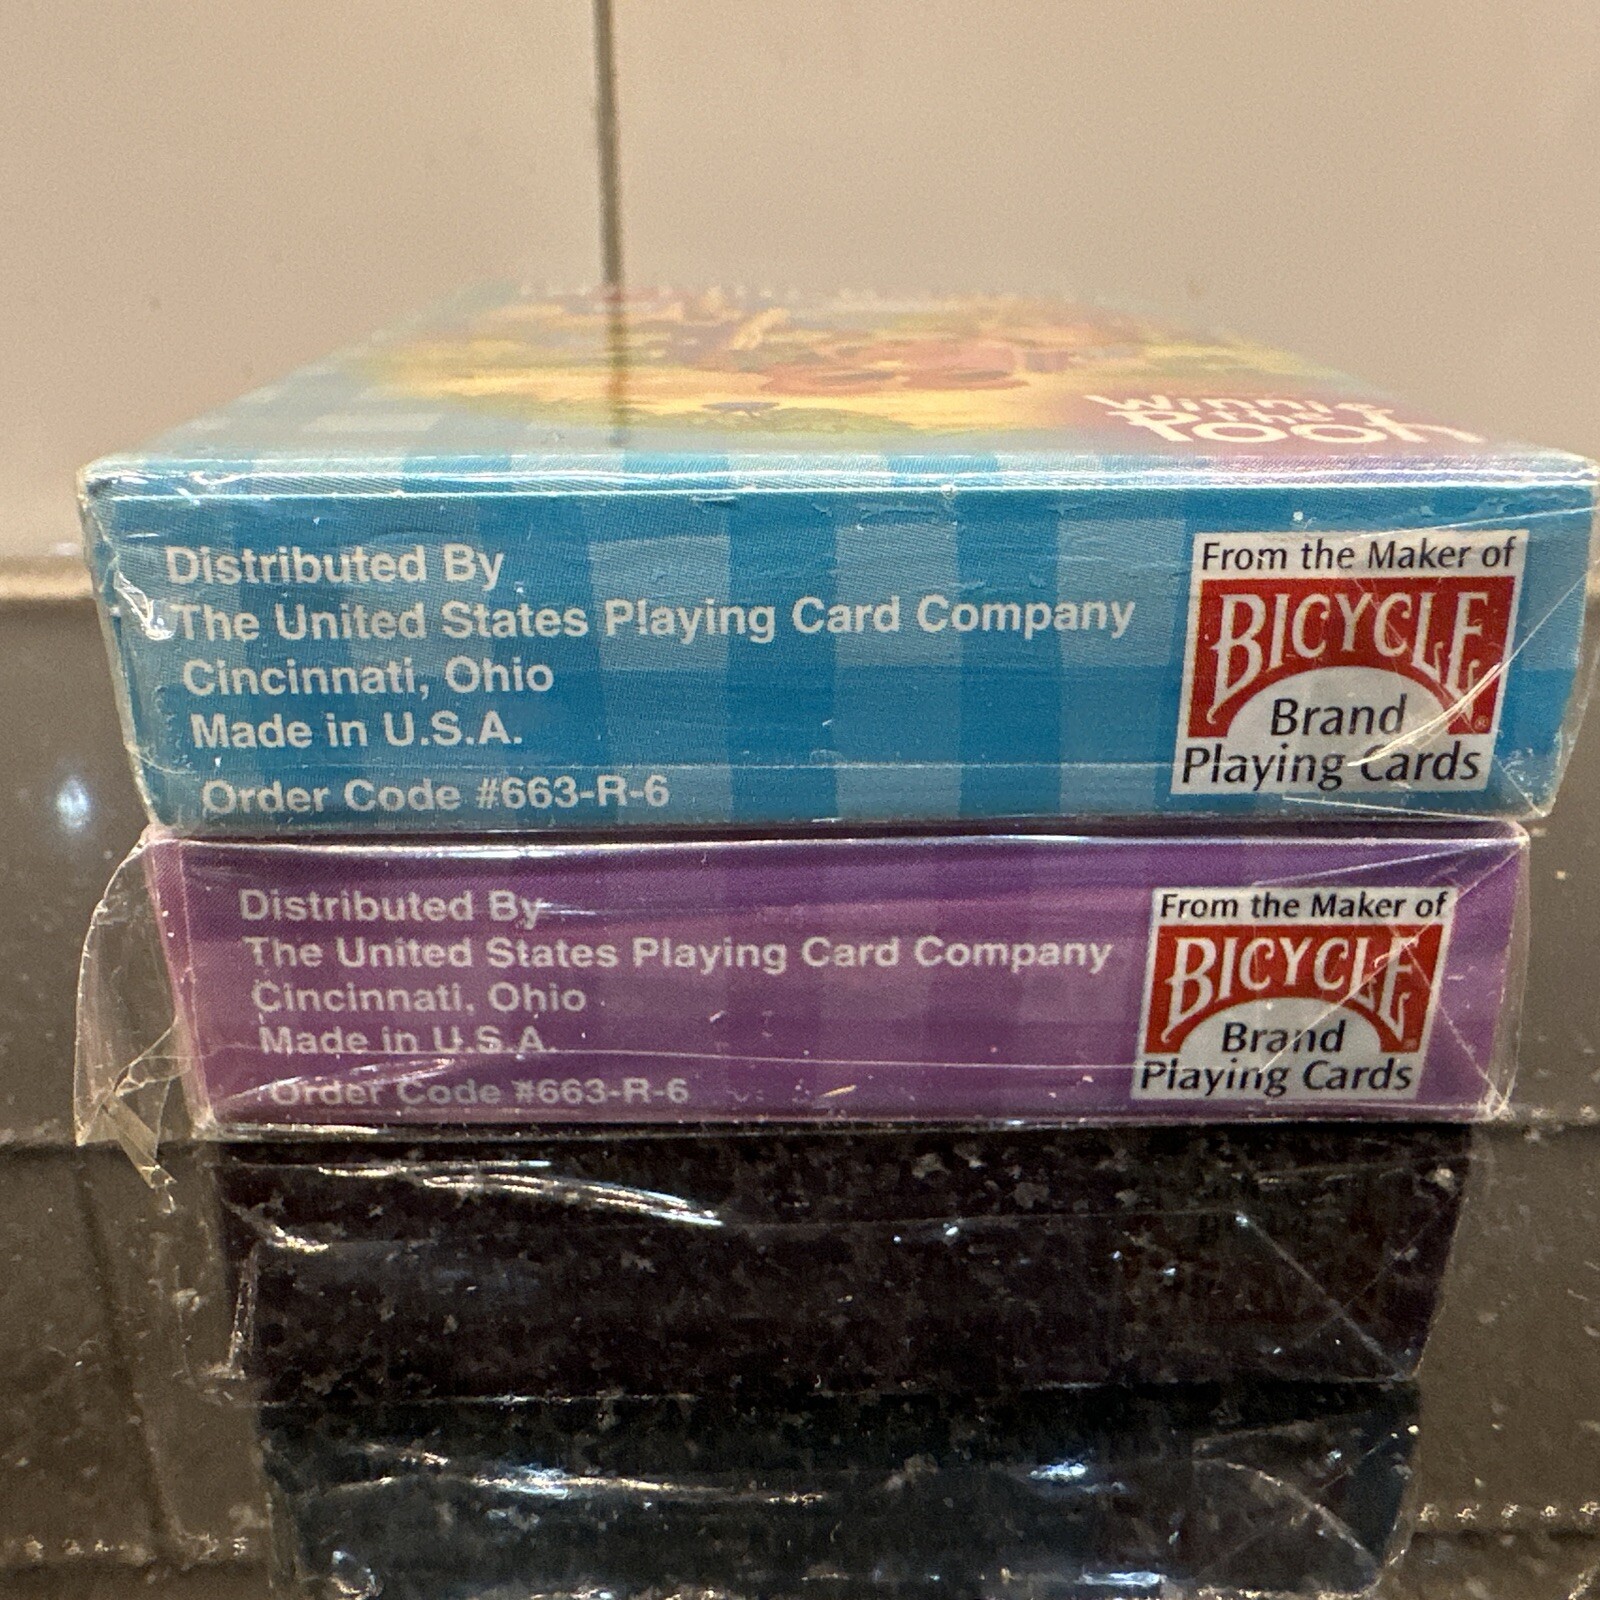 Winnie
the
Pooh
Distributed By
The United States Playing Card Company
Cincinnati, Ohio
Made in U.S.A.
Order Code #663-R-6
From the Maker of
BICYCLE®
Brand
Playing Cards
Distributed By
The United States Playing Card Company
Cincinnati, Ohio
Made in U.S.A.
Order Code #663-R-6
From the Maker of
BICYCLE®
Brand
Playing Cards